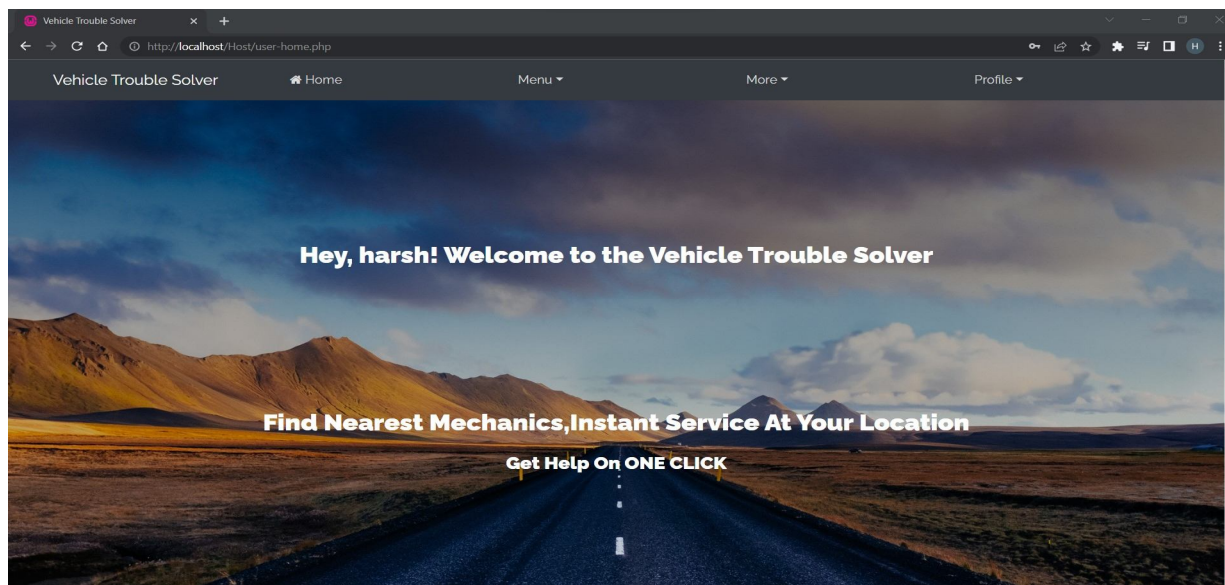 Vehicle Trouble Solver
http://localhost/Host/user-home.php
H
Vehicle Trouble Solver Home Menu More Profile
Hey, harsh! Welcome to the Vehicle Trouble Solver
Find Nearest Mechanics,Instant Service At Your Location
Get Help On ONE CLICK